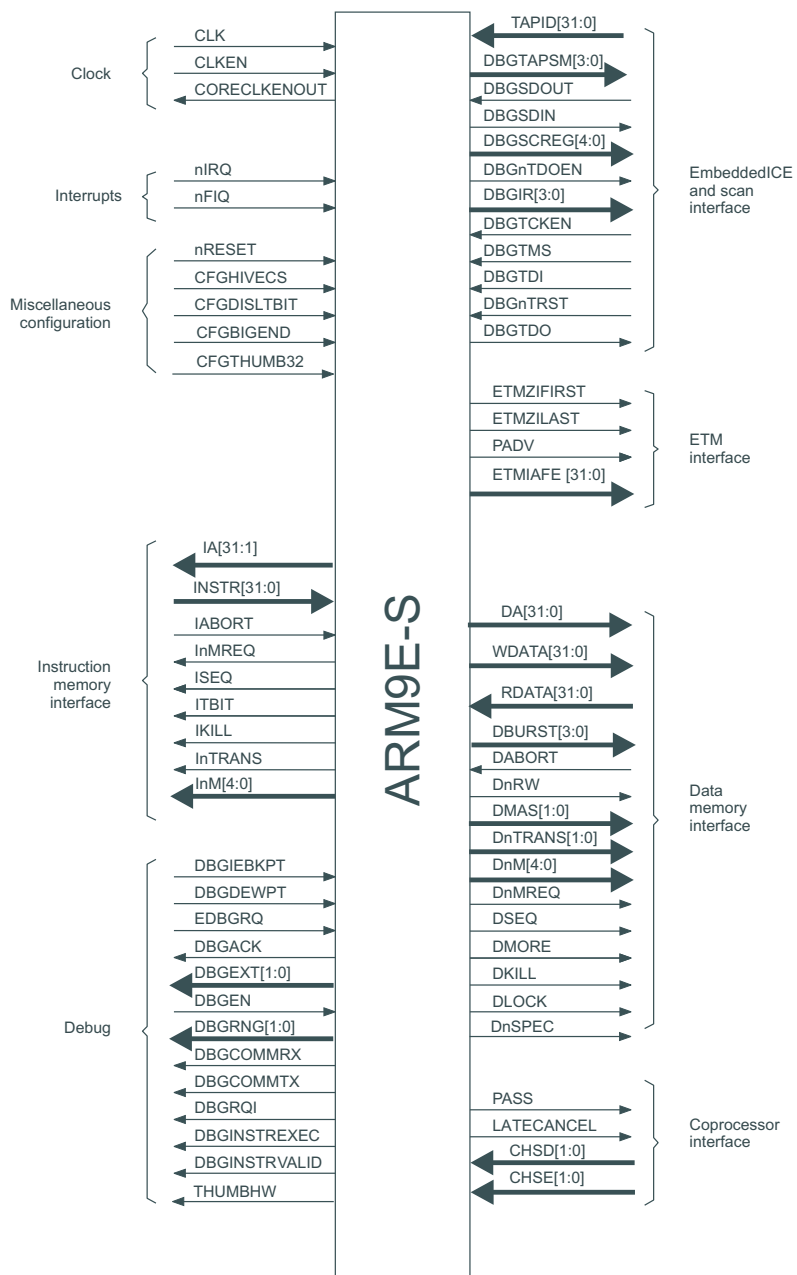 Clock
CLK
CLKEN
CORECLKENOUT
Interrupts
nIRQ
nFIQ
Miscellaneous
configuration
nRESET
CFGHIVECS
CFGDISLTBIT
CFGBIGEND
CFGTHUMB32
Instruction
memory
interface
IA[31:1]
INSTR[31:0]
IABORT
InMREQ
ISEQ
ITBIT
IKILL
InTRANS
InM[4:0]
Debug
DBGIEBKPT
DBGDEWPT
EDBGRQ
DBGACK
DBGEXT[1:0]
DBGEN
DBGRNG[1:0]
DBGCOMMRX
DBGCOMMTX
DBGRQI
DBGINSTREXEC
DBGINSTRVALID
THUMBHW
ARM9E-S
TAPID[31:0]
DBGTAPSM[3:0]
DBGSDOUT
DBGSDIN
DBGSCREG[4:0]
DBGnTDOEN
DBGIR[3:0]
DBGTCKEN
DBGTMS
DBGTDI
DBGnTRST
DBGTDO
EmbeddedICE
and scan
interface
ETMZIFIRST
ETMZILAST
PADV
ETMIAFE [31:0]
ETM
interface
DA[31:0]
WDATA[31:0]
RDATA[31:0]
DBURST[3:0]
DABORT
DnRW
DMAS[1:0]
DnTRANS[1:0]
DnM[4:0]
DnMREQ
DSEQ
DMORE
DKILL
DLOCK
DnSPEC
Data
memory
interface
PASS
LATECANCEL
CHSD[1:0]
CHSE[1:0]
Coprocessor
interface